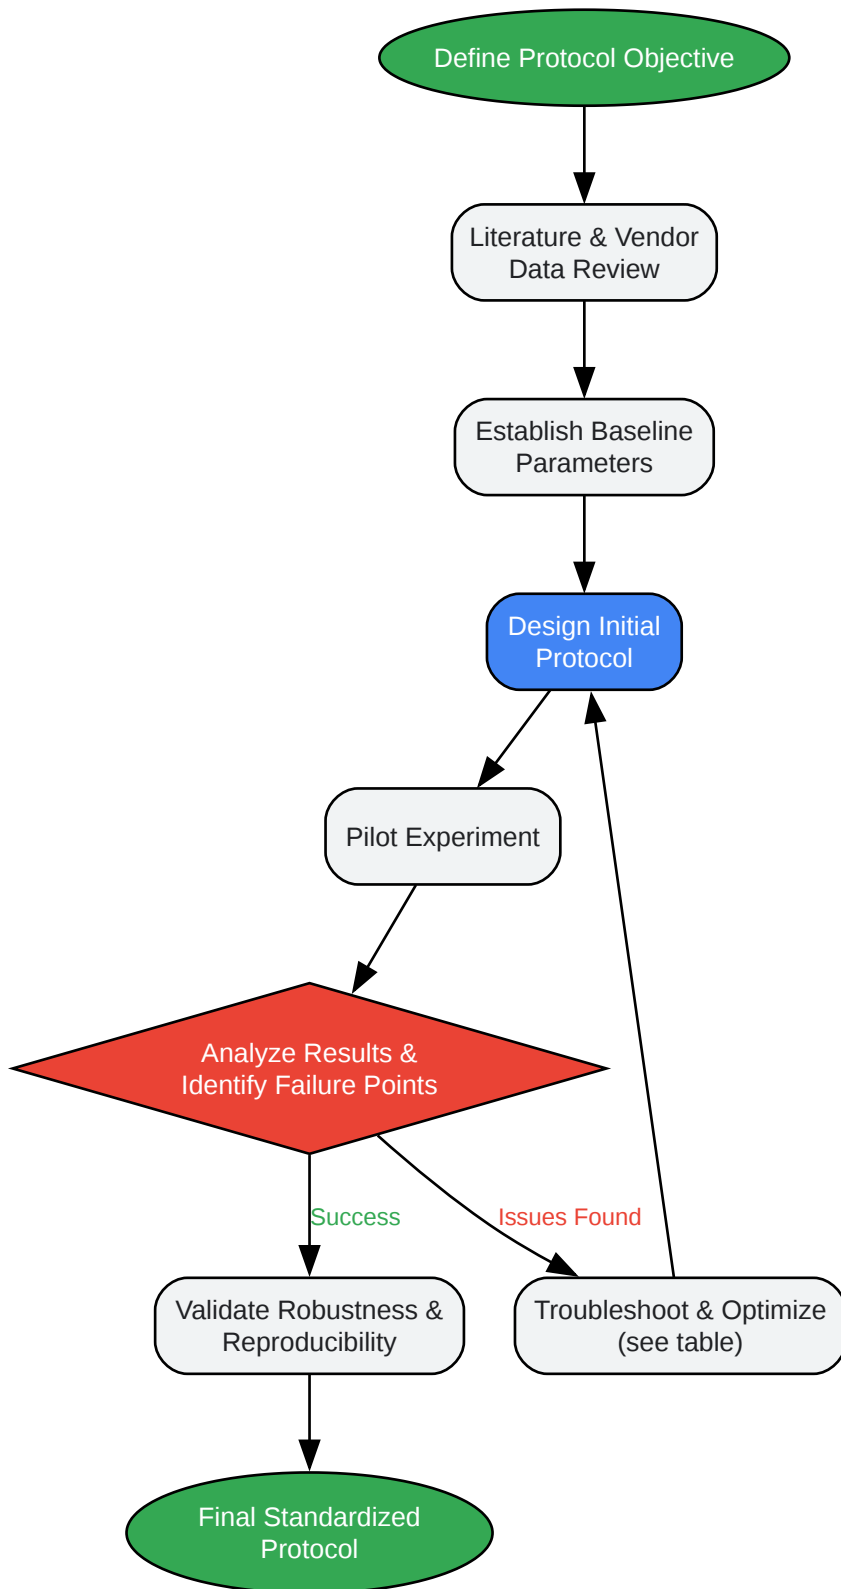 Define Protocol Objective
Literature & Vendor
Data Review
Establish Baseline
Parameters
Design Initial
Protocol
Pilot Experiment
Analyze Results &
Identify Failure Points
Success
Issues Found
Validate Robustness &
Reproducibility
Troubleshoot & Optimize
(see table)
Final Standardized
Protocol